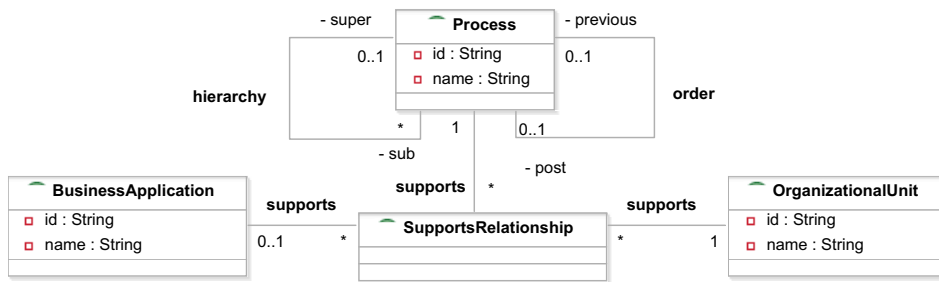 - super
Process
- previous
0..1
id : String
0..1
name : String
hierarchy
order
*
1
0..1
- sub
- post
BusinessApplication
supports
*
OrganizationalUnit
id : String
supports
SupportsRelationship
supports
id : String
name : String
0..1
*
*
1
name : String